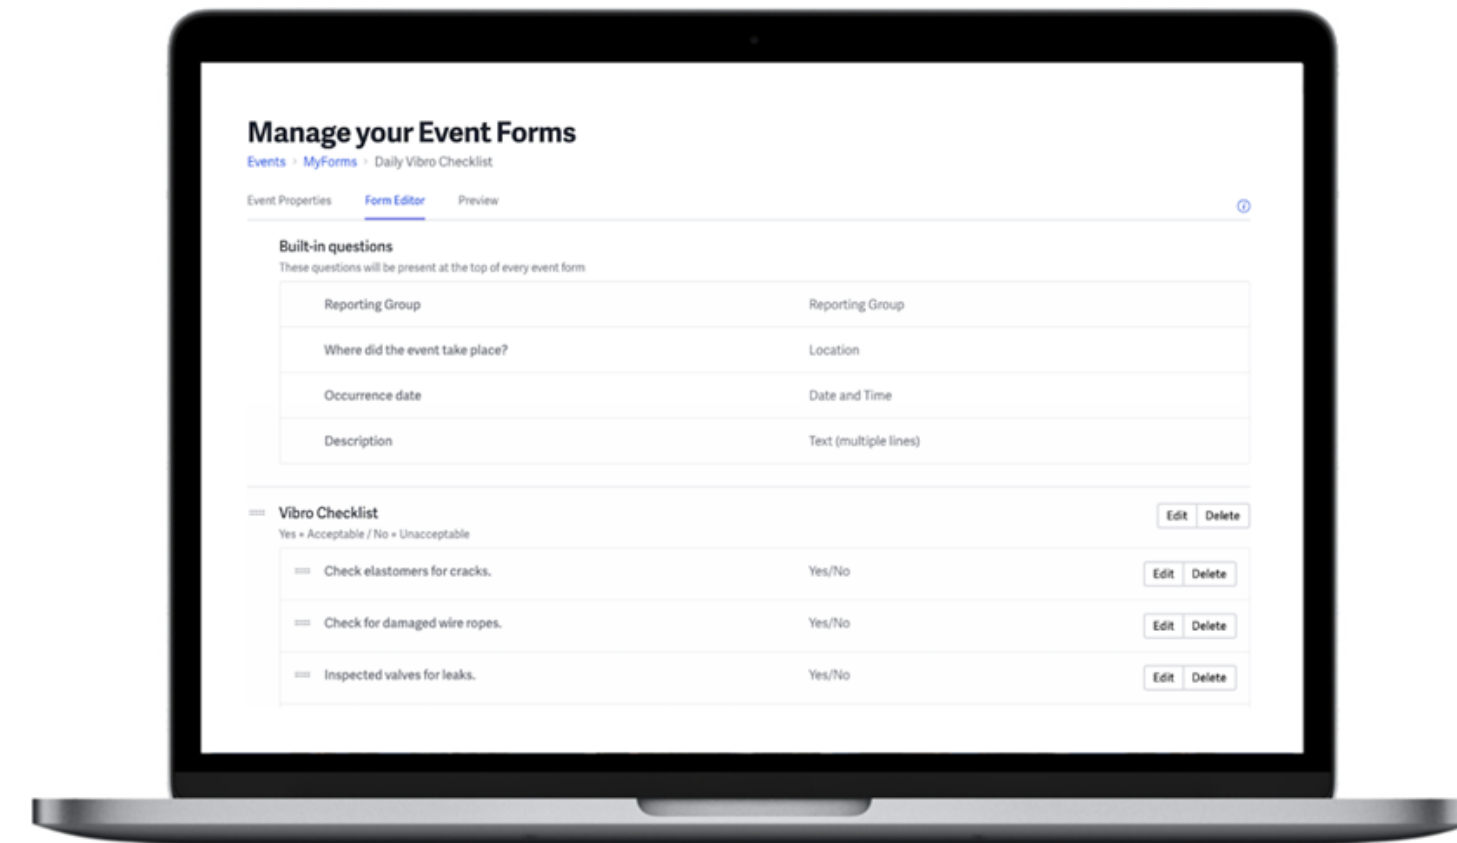 Manage your Event Forms
Events > MyForms > Daily Vibro Checklist
Event Properties Form Editor Preview
Built-in questions
These questions will be present at the top of every event form
Reporting Group Reporting Group
Where did the event take place? Location
Occurrence date Date and Time
Description Text (multiple lines)
Vibro Checklist Edit Delete
Yes = Acceptable / No = Unacceptable
Check elastomers for cracks. Yes/No Edit Delete
Check for damaged wire ropes. Yes/No Edit Delete
Inspected valves for leaks. Yes/No Edit Delete